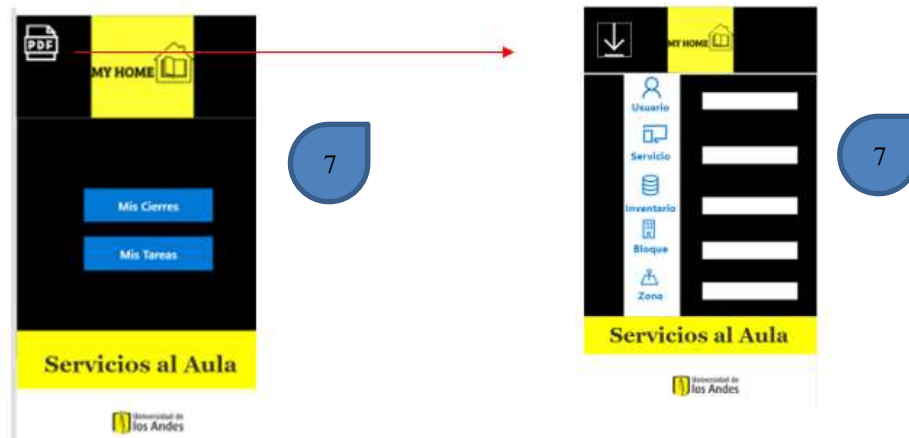 PDF
MY HOME
7
Mis Cierres
Mis Tareas
Servicios al Aula
Universidad de
los Andes
MY HOME
Usuario
Servicio
Inventario
Bloque
Zona
7
Servicios al Aula
Universidad de
los Andes